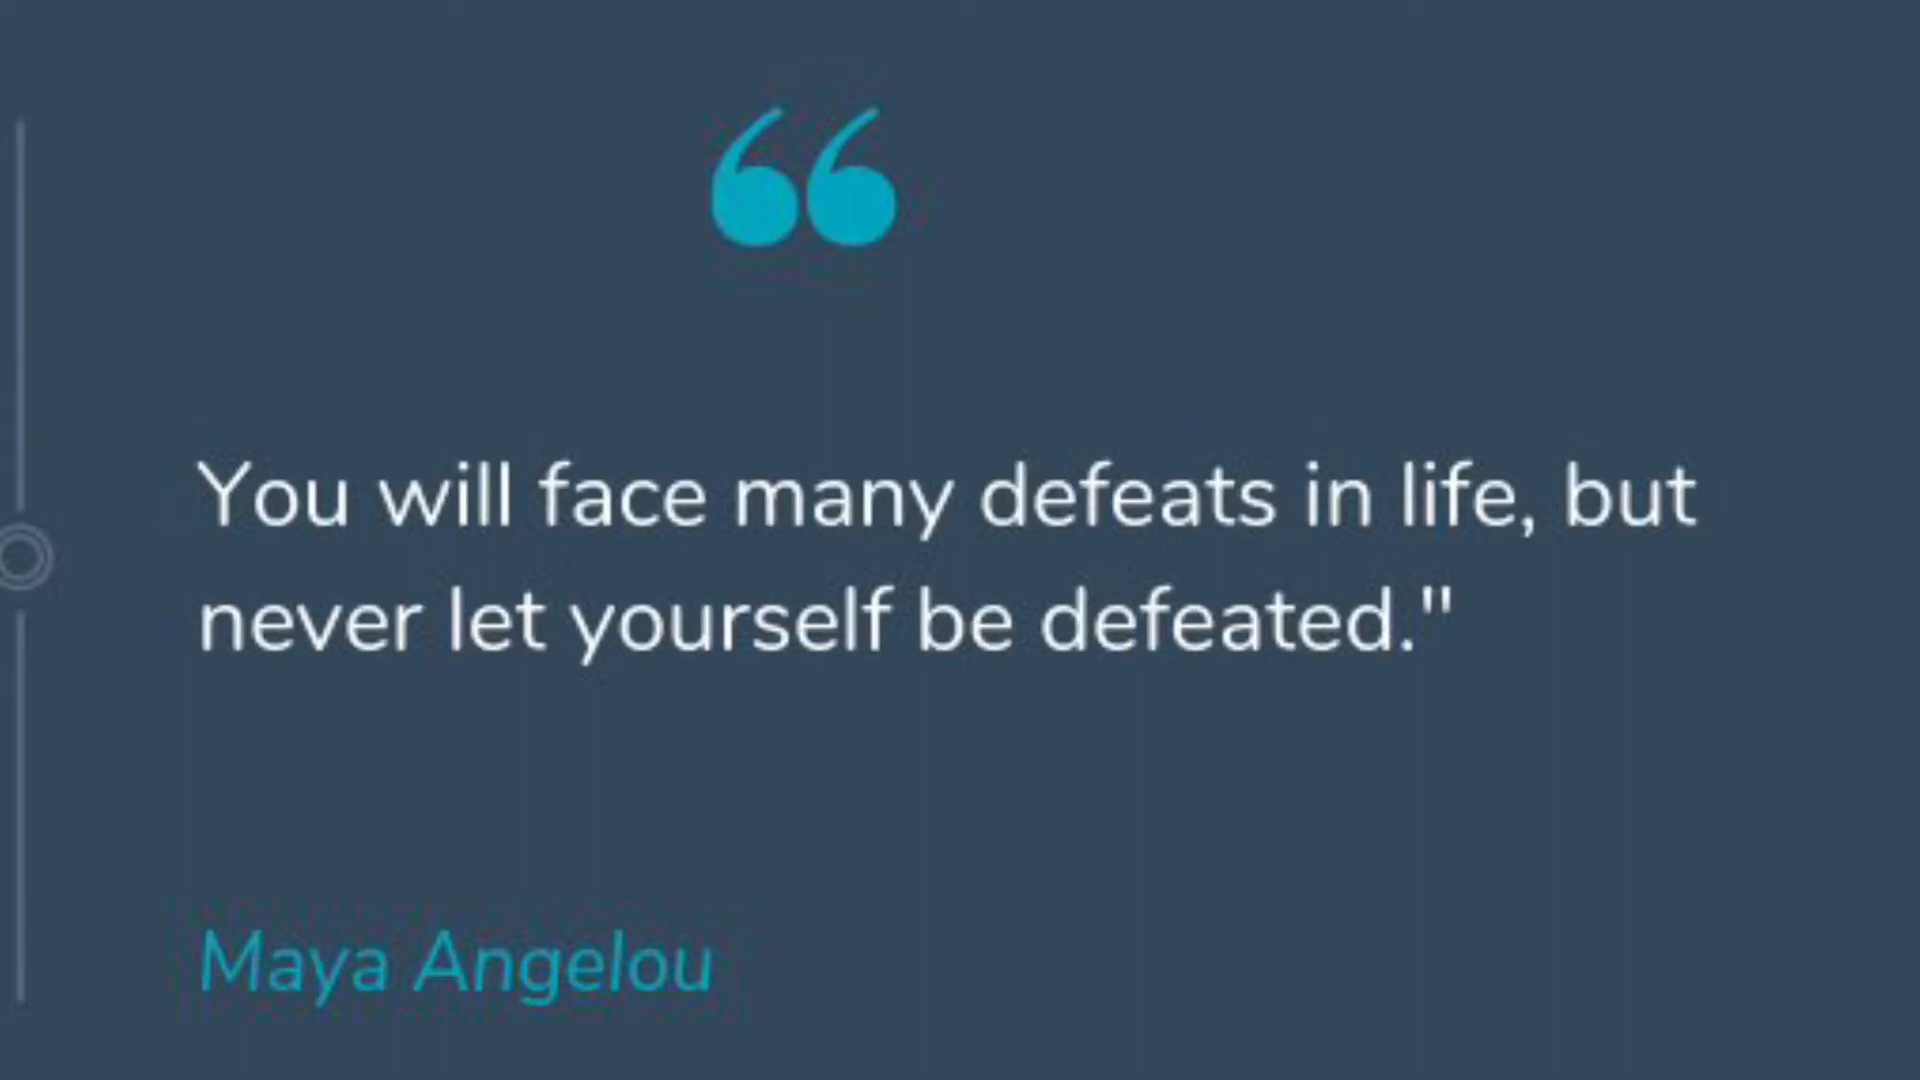 “
You will face many defeats in life, but
never let yourself be defeated."
Maya Angelou